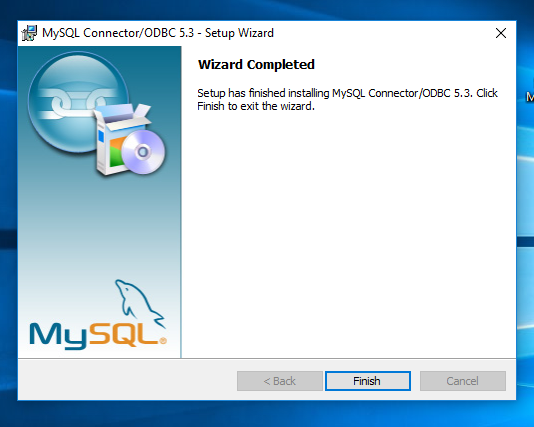 MySQL Connector/ODBC 5.3 - Setup Wizard
Wizard Completed
Setup has finished installing MySQL Connector/ODBC 5.3. Click
Finish to exit the wizard.
MySQL®
< Back
Finish
Cancel